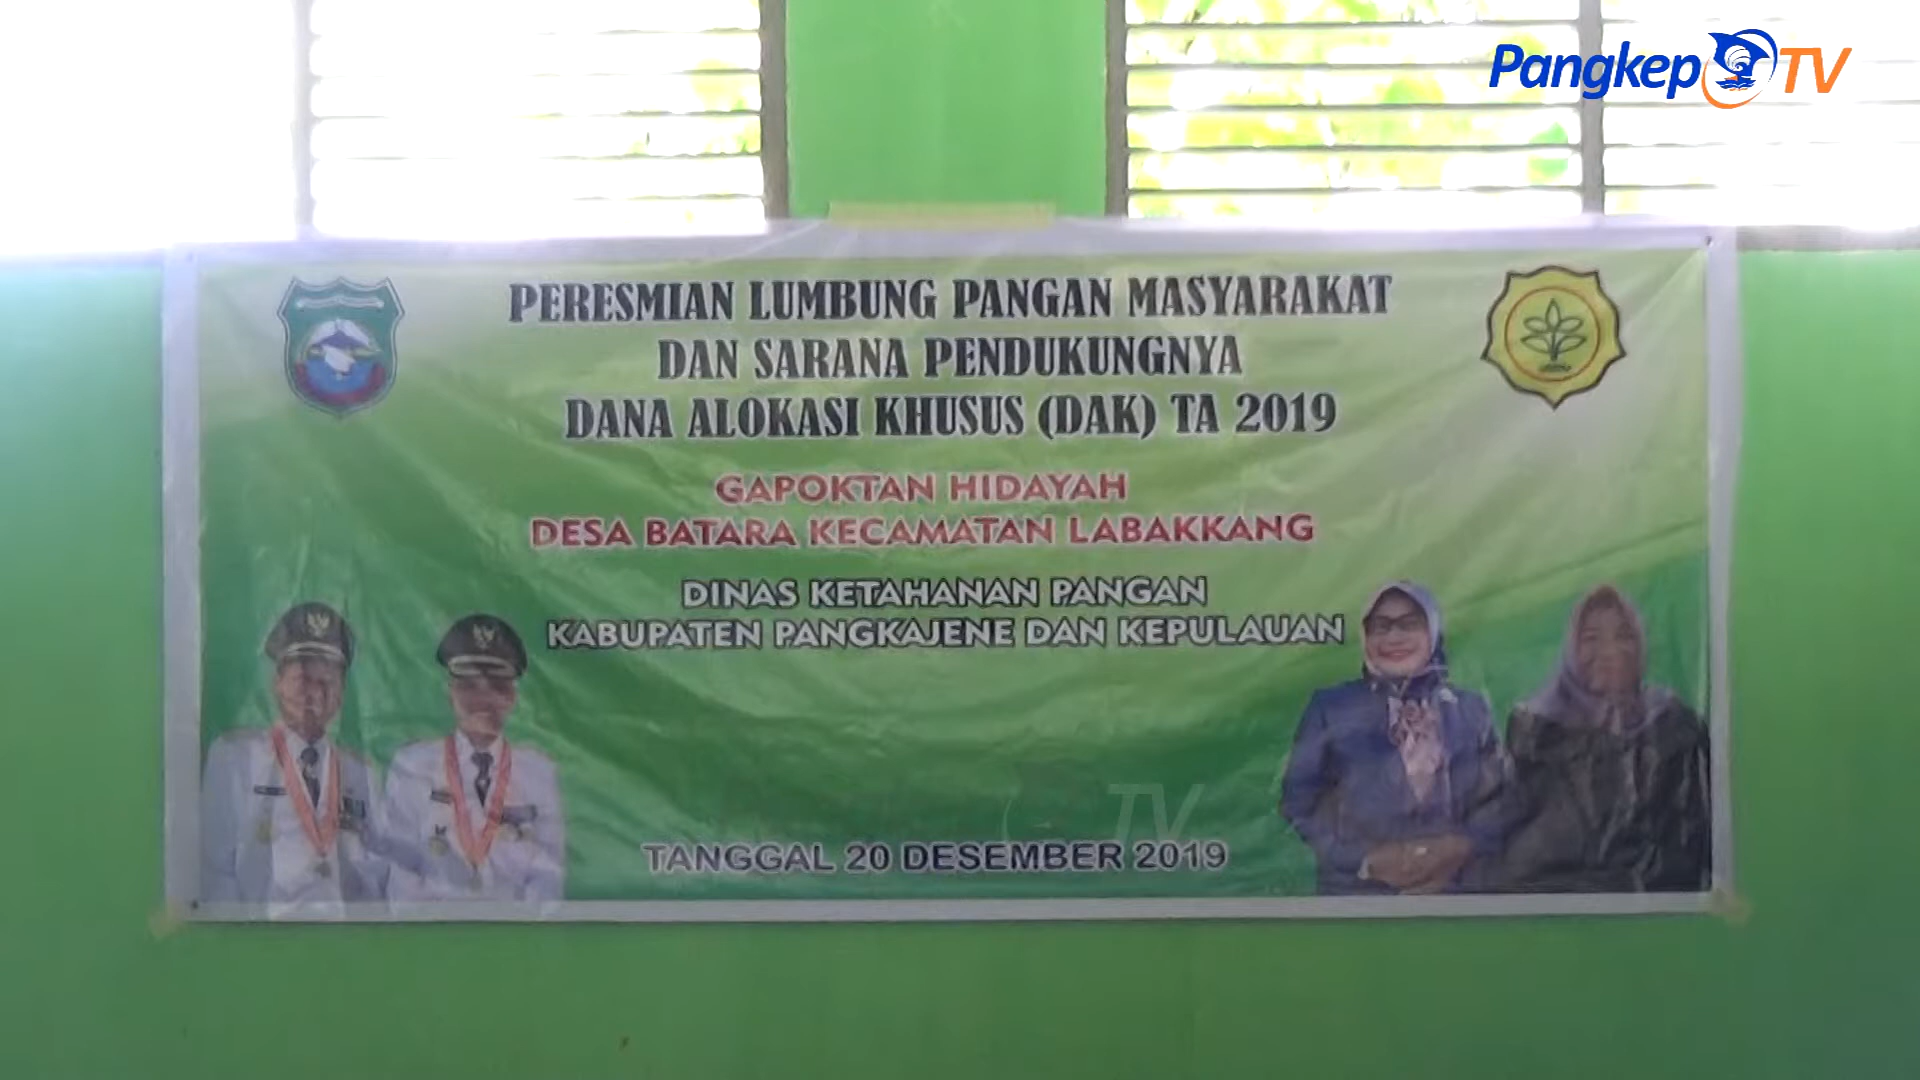 Pangkep TV
PERESMIAN LUMBUNG PANGAN MASYARAKAT
DAN SARANA PENDUKUNGNYA
DANA ALOKASI KHUSUS (DAK) TA 2019
GAPOKTAN HIDAYAH
DESA BATARA KECAMATAN LABAKKANG
DINAS KETAHANAN PANGAN
KABUPATEN PANGKAJENE DAN KEPULAUAN
TV
TANGGAL 20 DESEMBER 2019